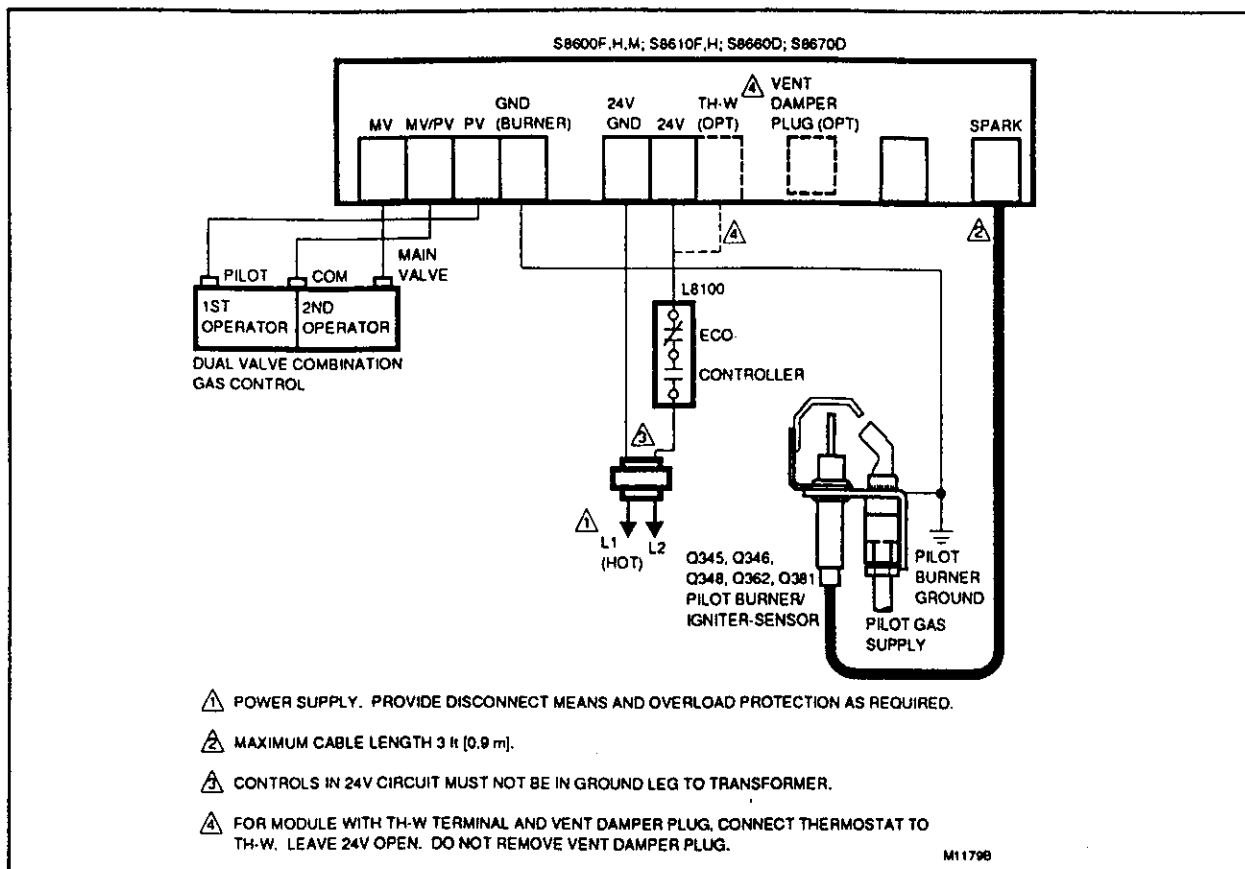 S8600F,H,M; S8610F,H; S8660D; S8670D
4 VENT
DAMPER
PLUG (OPT)
MV
MV/PV
PV
GND
(BURNER)
24V
GND
24V
TH-W
(OPT)
SPARK
4
2
PILOT
COM
MAIN
VALVE
1ST
OPERATOR
2ND
OPERATOR
DUAL VALVE COMBINATION
GAS CONTROL
L8100
ECO
CONTROLLER
3
1
L1
(HOT)
L2
Q345, Q346,
Q348, Q362, Q381
PILOT BURNER/
IGNITER-SENSOR
PILOT
BURNER
GROUND
PILOT GAS
SUPPLY
1 POWER SUPPLY. PROVIDE DISCONNECT MEANS AND OVERLOAD PROTECTION AS REQUIRED.
2 MAXIMUM CABLE LENGTH 3 ft [0.9 m].
3 CONTROLS IN 24V CIRCUIT MUST NOT BE IN GROUND LEG TO TRANSFORMER.
4 FOR MODULE WITH TH-W TERMINAL AND VENT DAMPER PLUG, CONNECT THERMOSTAT TO
TH-W. LEAVE 24V OPEN. DO NOT REMOVE VENT DAMPER PLUG.
M1179B